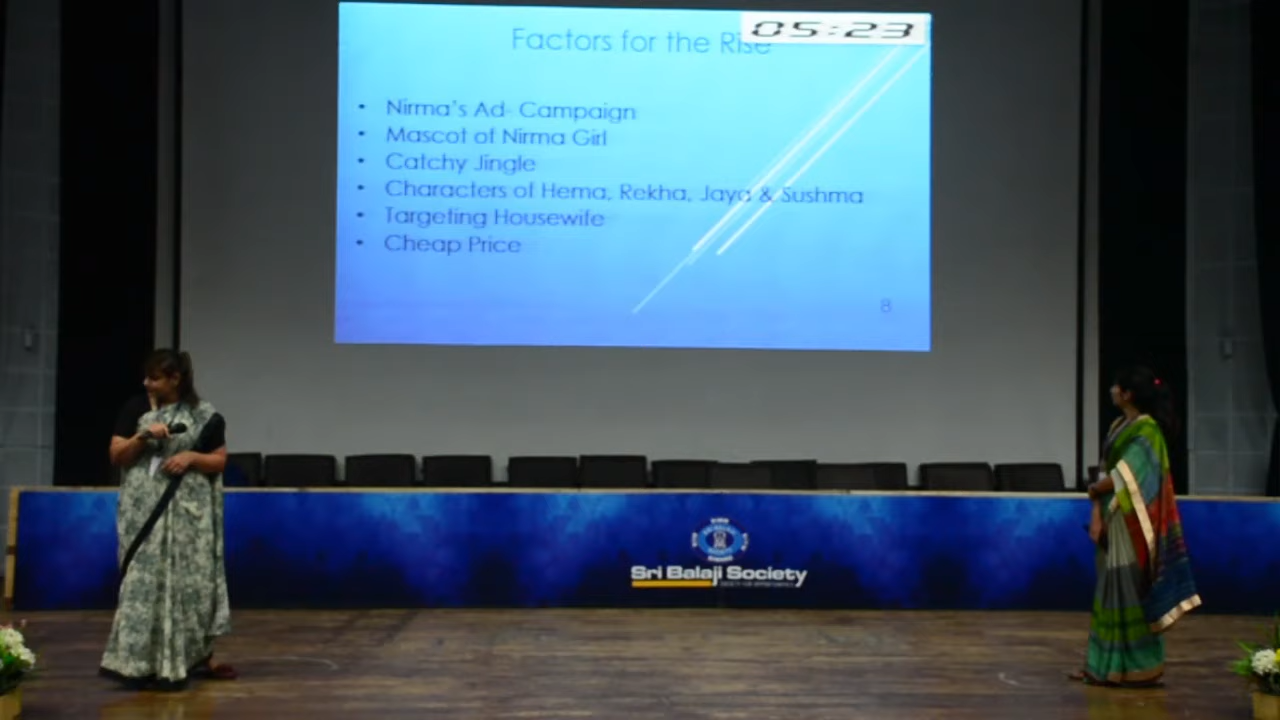 05:23
Factors for the Rise
• Nirma's Ad- Campaign
• Mascot of Nirma Girl
• Catchy Jingle
• Characters of Hema, Rekha, Jaya & Sushma
• Targeting Housewife
• Cheap Price
8
Sri Balaji Society